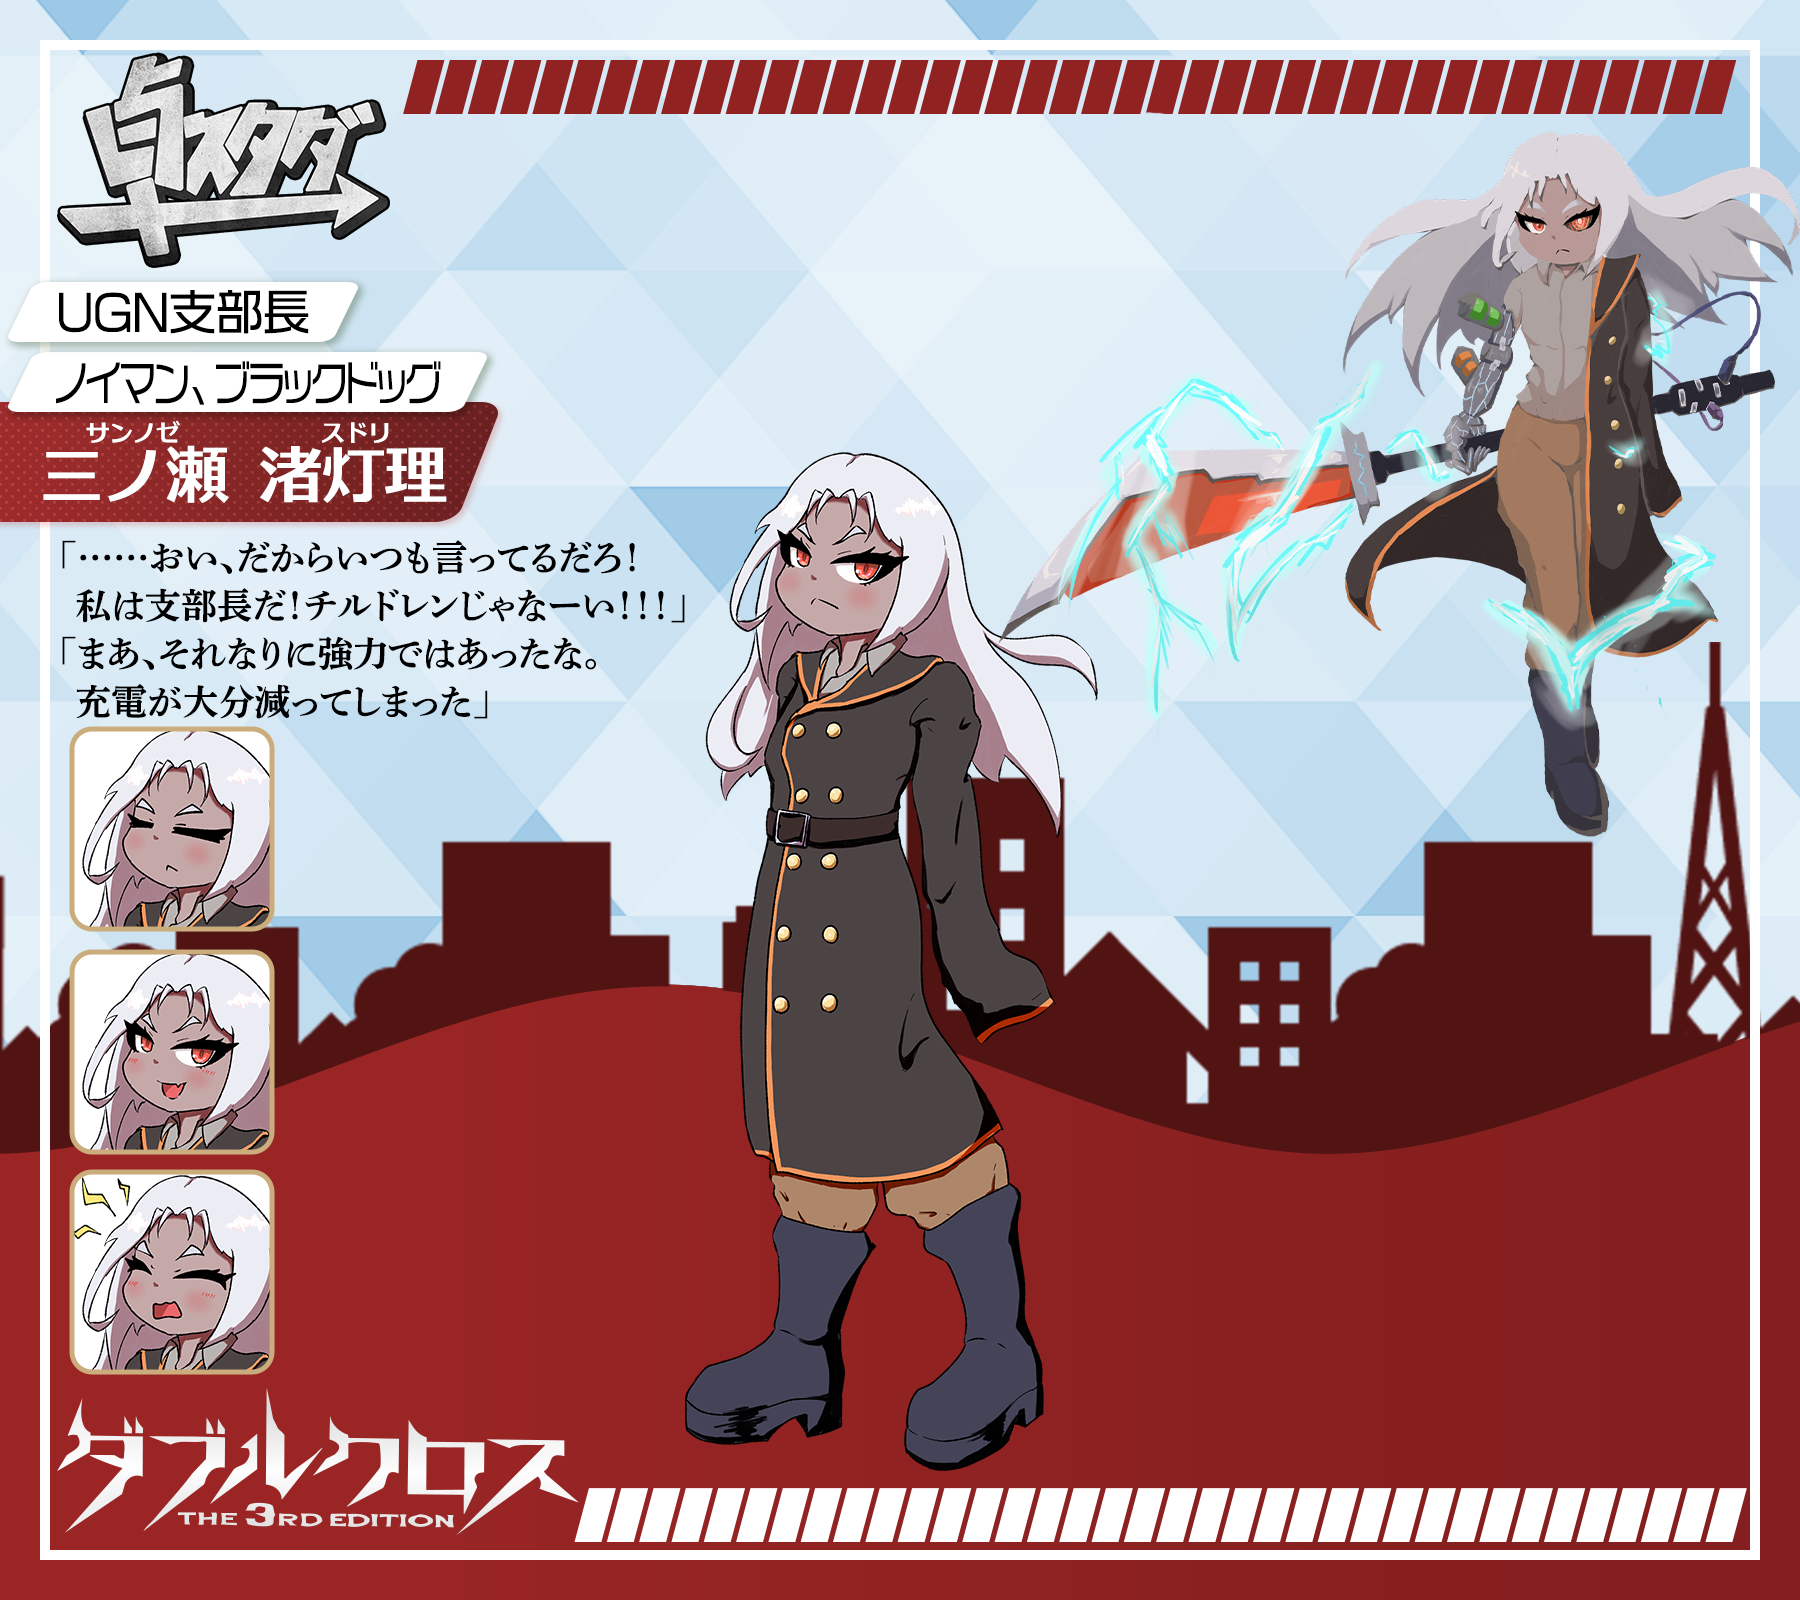 卓スタダ
UGN支部長
ノイマン、ブラックドッグ
サンノゼ スドリ
三ノ瀬 渚灯理
「……おい、だからいつも言ってるだろ!
私は支部長だ!チルドレンじゃなーい!!!」
「まあ、それなりに強力ではあったな。
充電が大分減ってしまった」
ダブルクロス
THE 3RD EDITION